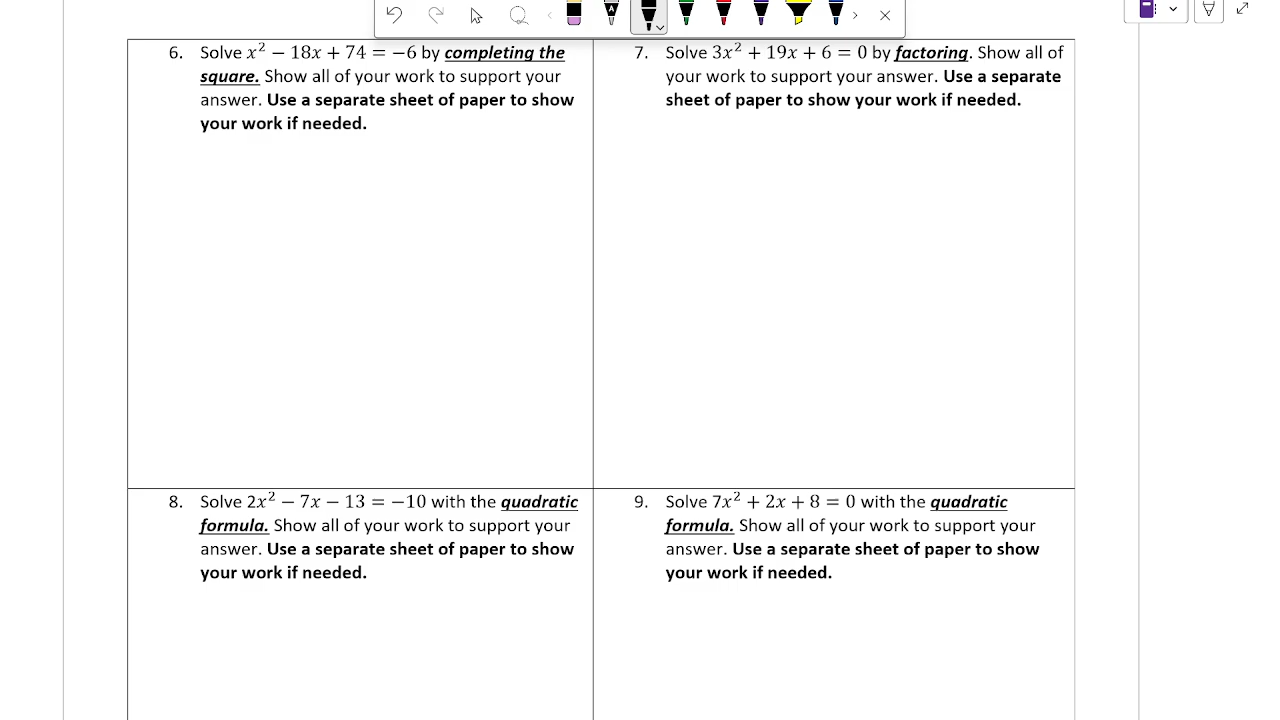 6. Solve x² − 18x + 74 = −6 by completing the
square. Show all of your work to support your
answer. Use a separate sheet of paper to show
your work if needed.
7. Solve 3x² + 19x + 6 = 0 by factoring. Show all of
your work to support your answer. Use a separate
sheet of paper to show your work if needed.
8. Solve 2x² − 7x − 13 = −10 with the quadratic
formula. Show all of your work to support your
answer. Use a separate sheet of paper to show
your work if needed.
9. Solve 7x² + 2x + 8 = 0 with the quadratic
formula. Show all of your work to support your
answer. Use a separate sheet of paper to show
your work if needed.